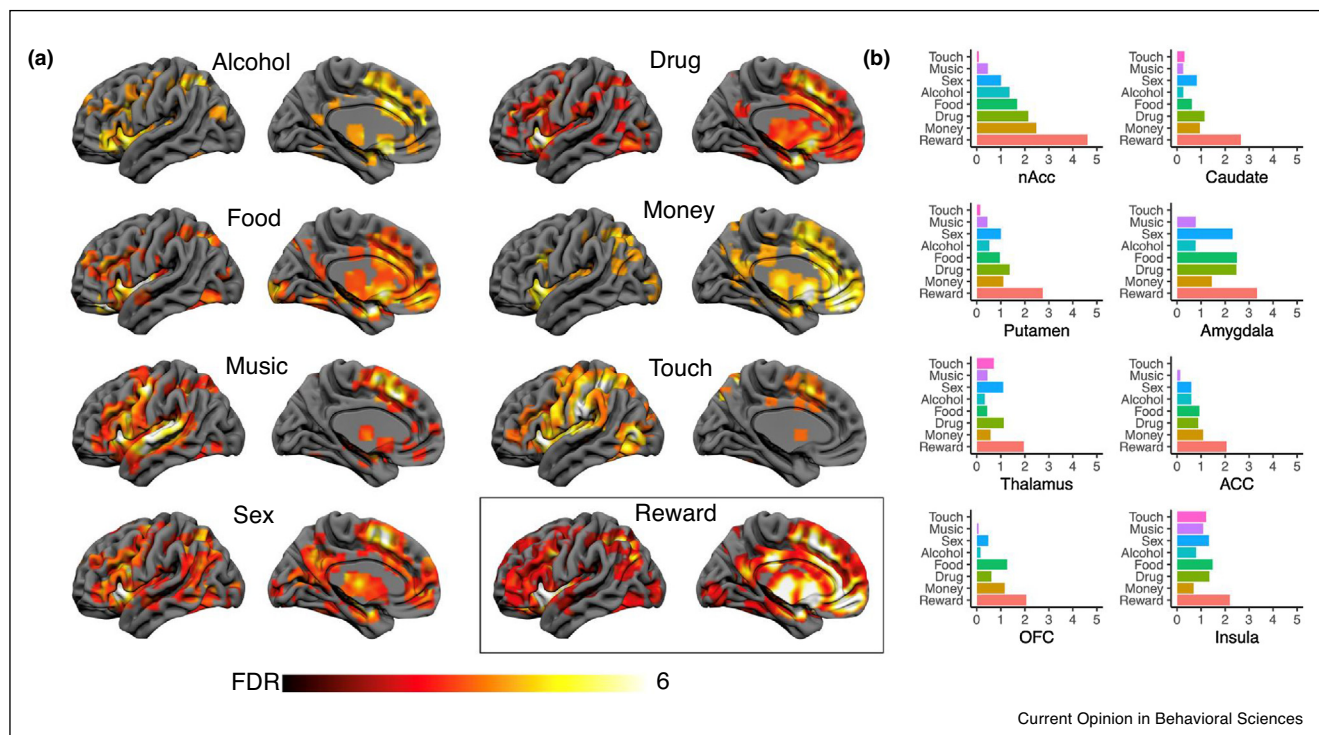 (a)
Alcohol
Drug
Food
Money
Music
Touch
Sex
Reward
FDR 6
(b)
Touch
Music
Sex
Alcohol
Food
Drug
Money
Reward
0 1 2 3 4 5
nAcc
Touch
Music
Sex
Alcohol
Food
Drug
Money
Reward
0 1 2 3 4 5
Caudate
Touch
Music
Sex
Alcohol
Food
Drug
Money
Reward
0 1 2 3 4 5
Putamen
Touch
Music
Sex
Alcohol
Food
Drug
Money
Reward
0 1 2 3 4 5
Amygdala
Touch
Music
Sex
Alcohol
Food
Drug
Money
Reward
0 1 2 3 4 5
Thalamus
Touch
Music
Sex
Alcohol
Food
Drug
Money
Reward
0 1 2 3 4 5
ACC
Touch
Music
Sex
Alcohol
Food
Drug
Money
Reward
0 1 2 3 4 5
OFC
Touch
Music
Sex
Alcohol
Food
Drug
Money
Reward
0 1 2 3 4 5
Insula
Current Opinion in Behavioral Sciences